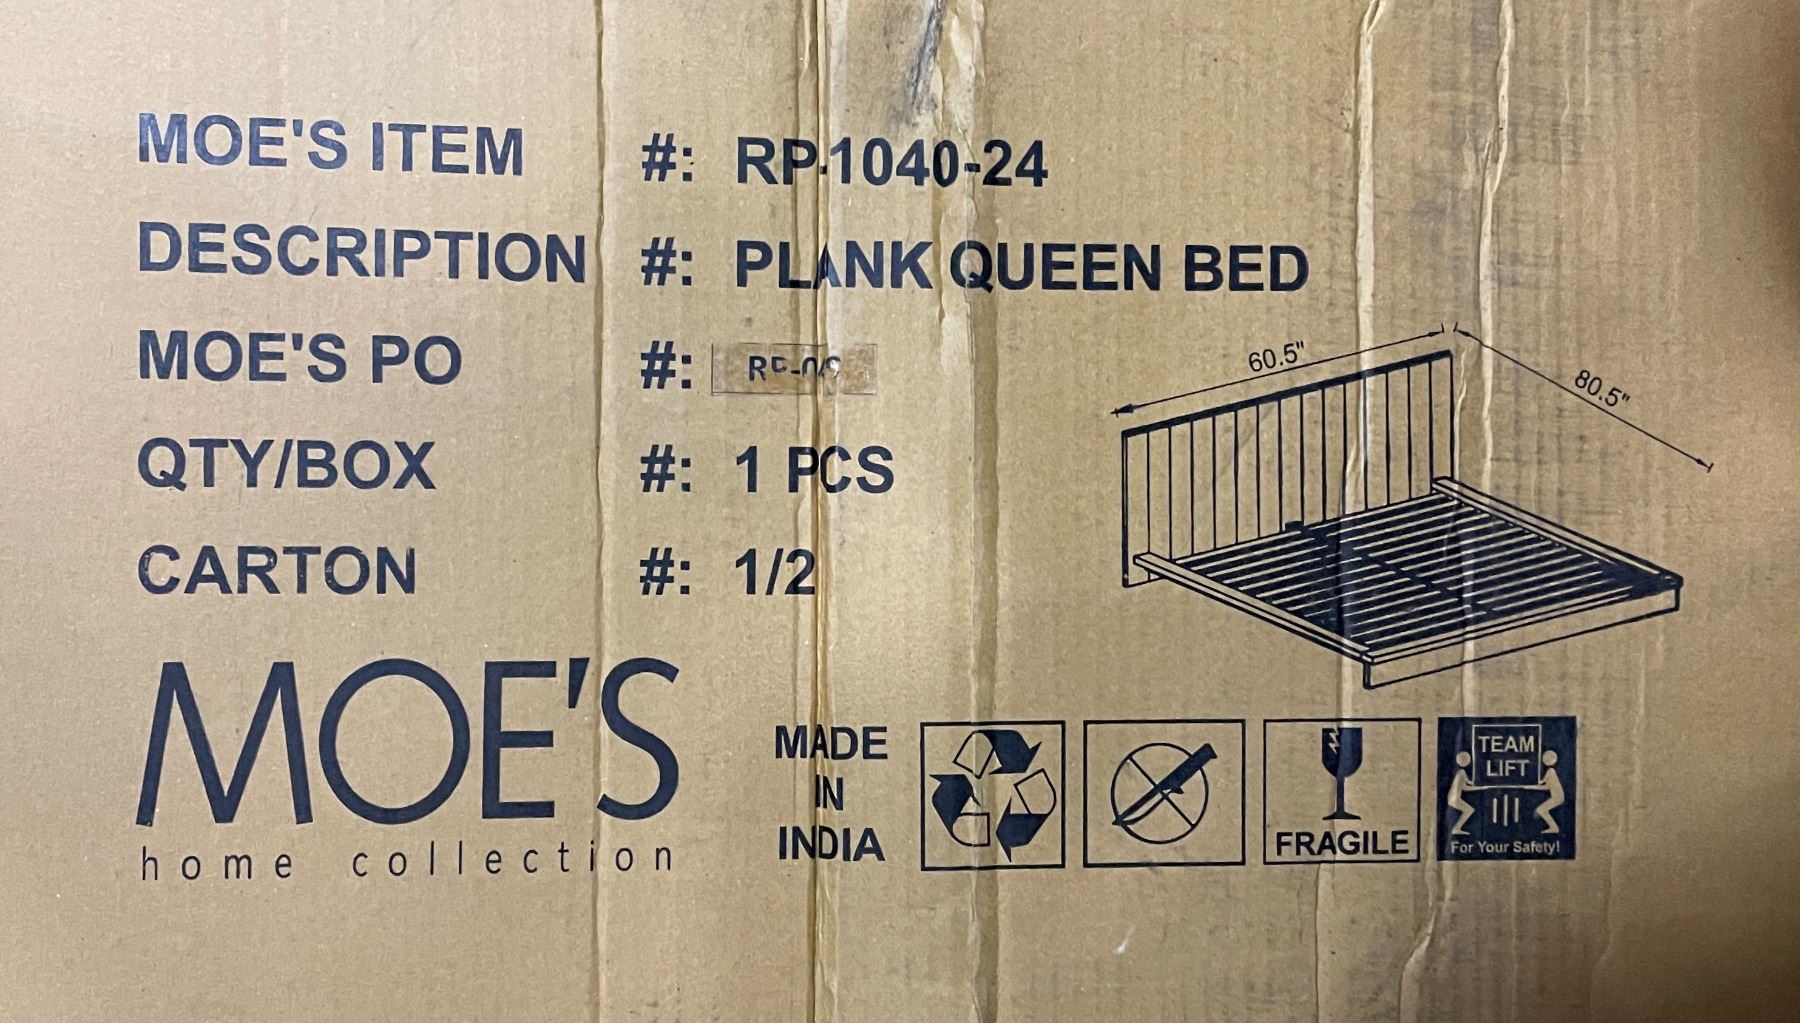 MOE'S ITEM #: RP-1040-24
DESCRIPTION #: PLANK QUEEN BED
MOE'S PO #:
QTY/BOX #: 1 PCS
CARTON #: 1/2
60.5"
80.5"
MOE'S
home collection
MADE
IN
INDIA
FRAGILE
TEAM
LIFT
For Your Safety!